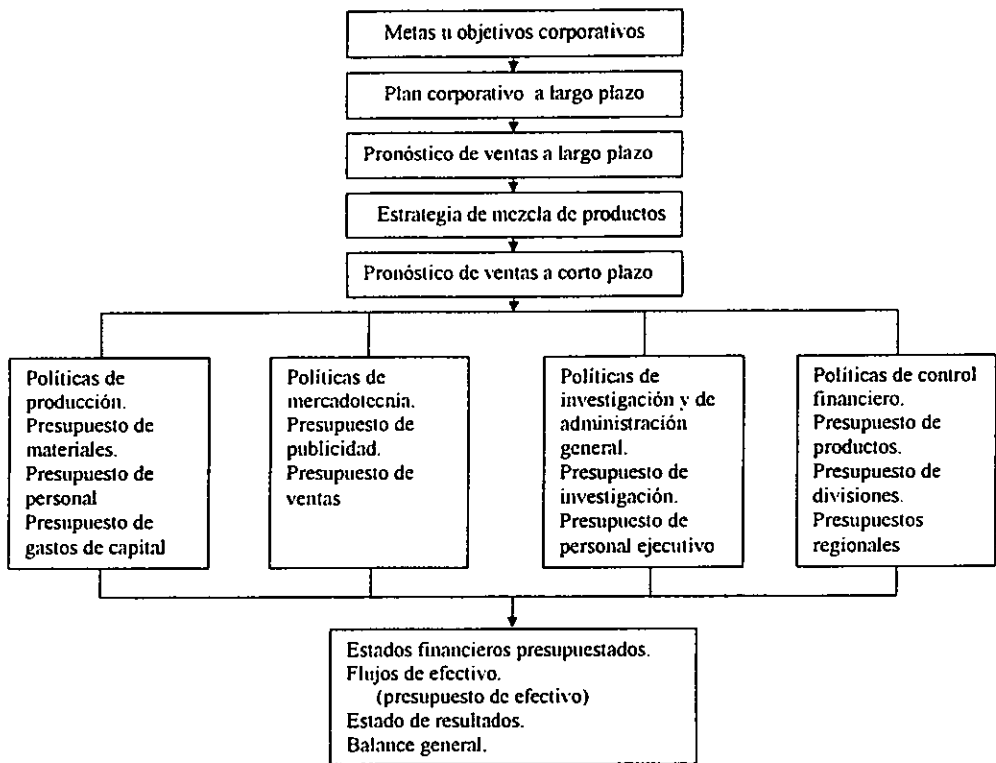 Metas u objetivos corporativos
Plan corporativo a largo plazo
Pronóstico de ventas a largo plazo
Estrategia de mezcla de productos
Pronóstico de ventas a corto plazo
Políticas de
producción.
Presupuesto de
materiales.
Presupuesto de
personal
Presupuesto de
gastos de capital
Políticas de
mercadotecnia.
Presupuesto de
publicidad.
Presupuesto de
ventas
Políticas de
investigación y de
administración
general.
Presupuesto de
investigación.
Presupuesto de
personal ejecutivo
Políticas de control
financiero.
Presupuesto de
productos.
Presupuesto de
divisiones.
Presupuestos
regionales
Estados financieros presupuestados.
Flujos de efectivo.
(presupuesto de efectivo)
Estado de resultados.
Balance general.